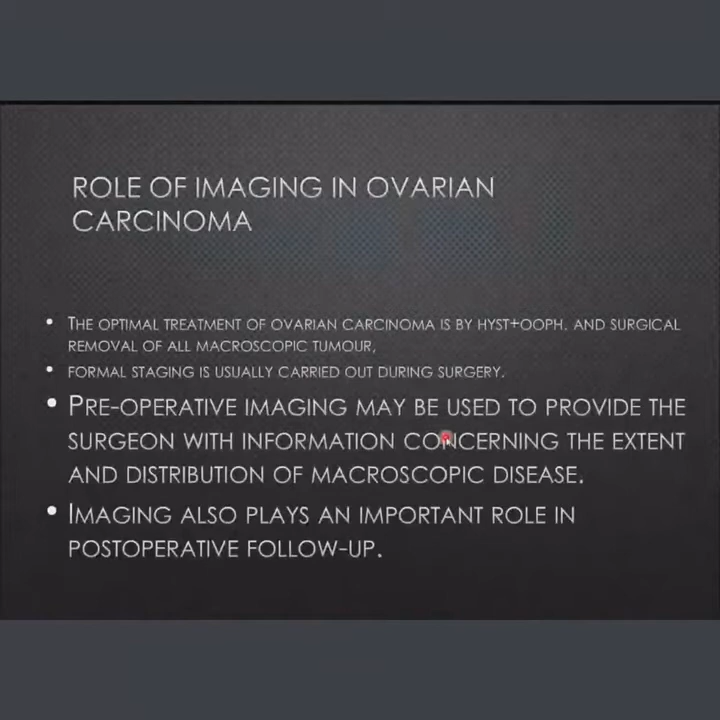 ROLE OF IMAGING IN OVARIAN
CARCINOMA
• THE OPTIMAL TREATMENT OF OVARIAN CARCINOMA IS BY HYST+OOPH. AND SURGICAL
REMOVAL OF ALL MACROSCOPIC TUMOUR,
• FORMAL STAGING IS USUALLY CARRIED OUT DURING SURGERY.
• PRE-OPERATIVE IMAGING MAY BE USED TO PROVIDE THE
SURGEON WITH INFORMATION CONCERNING THE EXTENT
AND DISTRIBUTION OF MACROSCOPIC DISEASE.
• IMAGING ALSO PLAYS AN IMPORTANT ROLE IN
POSTOPERATIVE FOLLOW-UP.